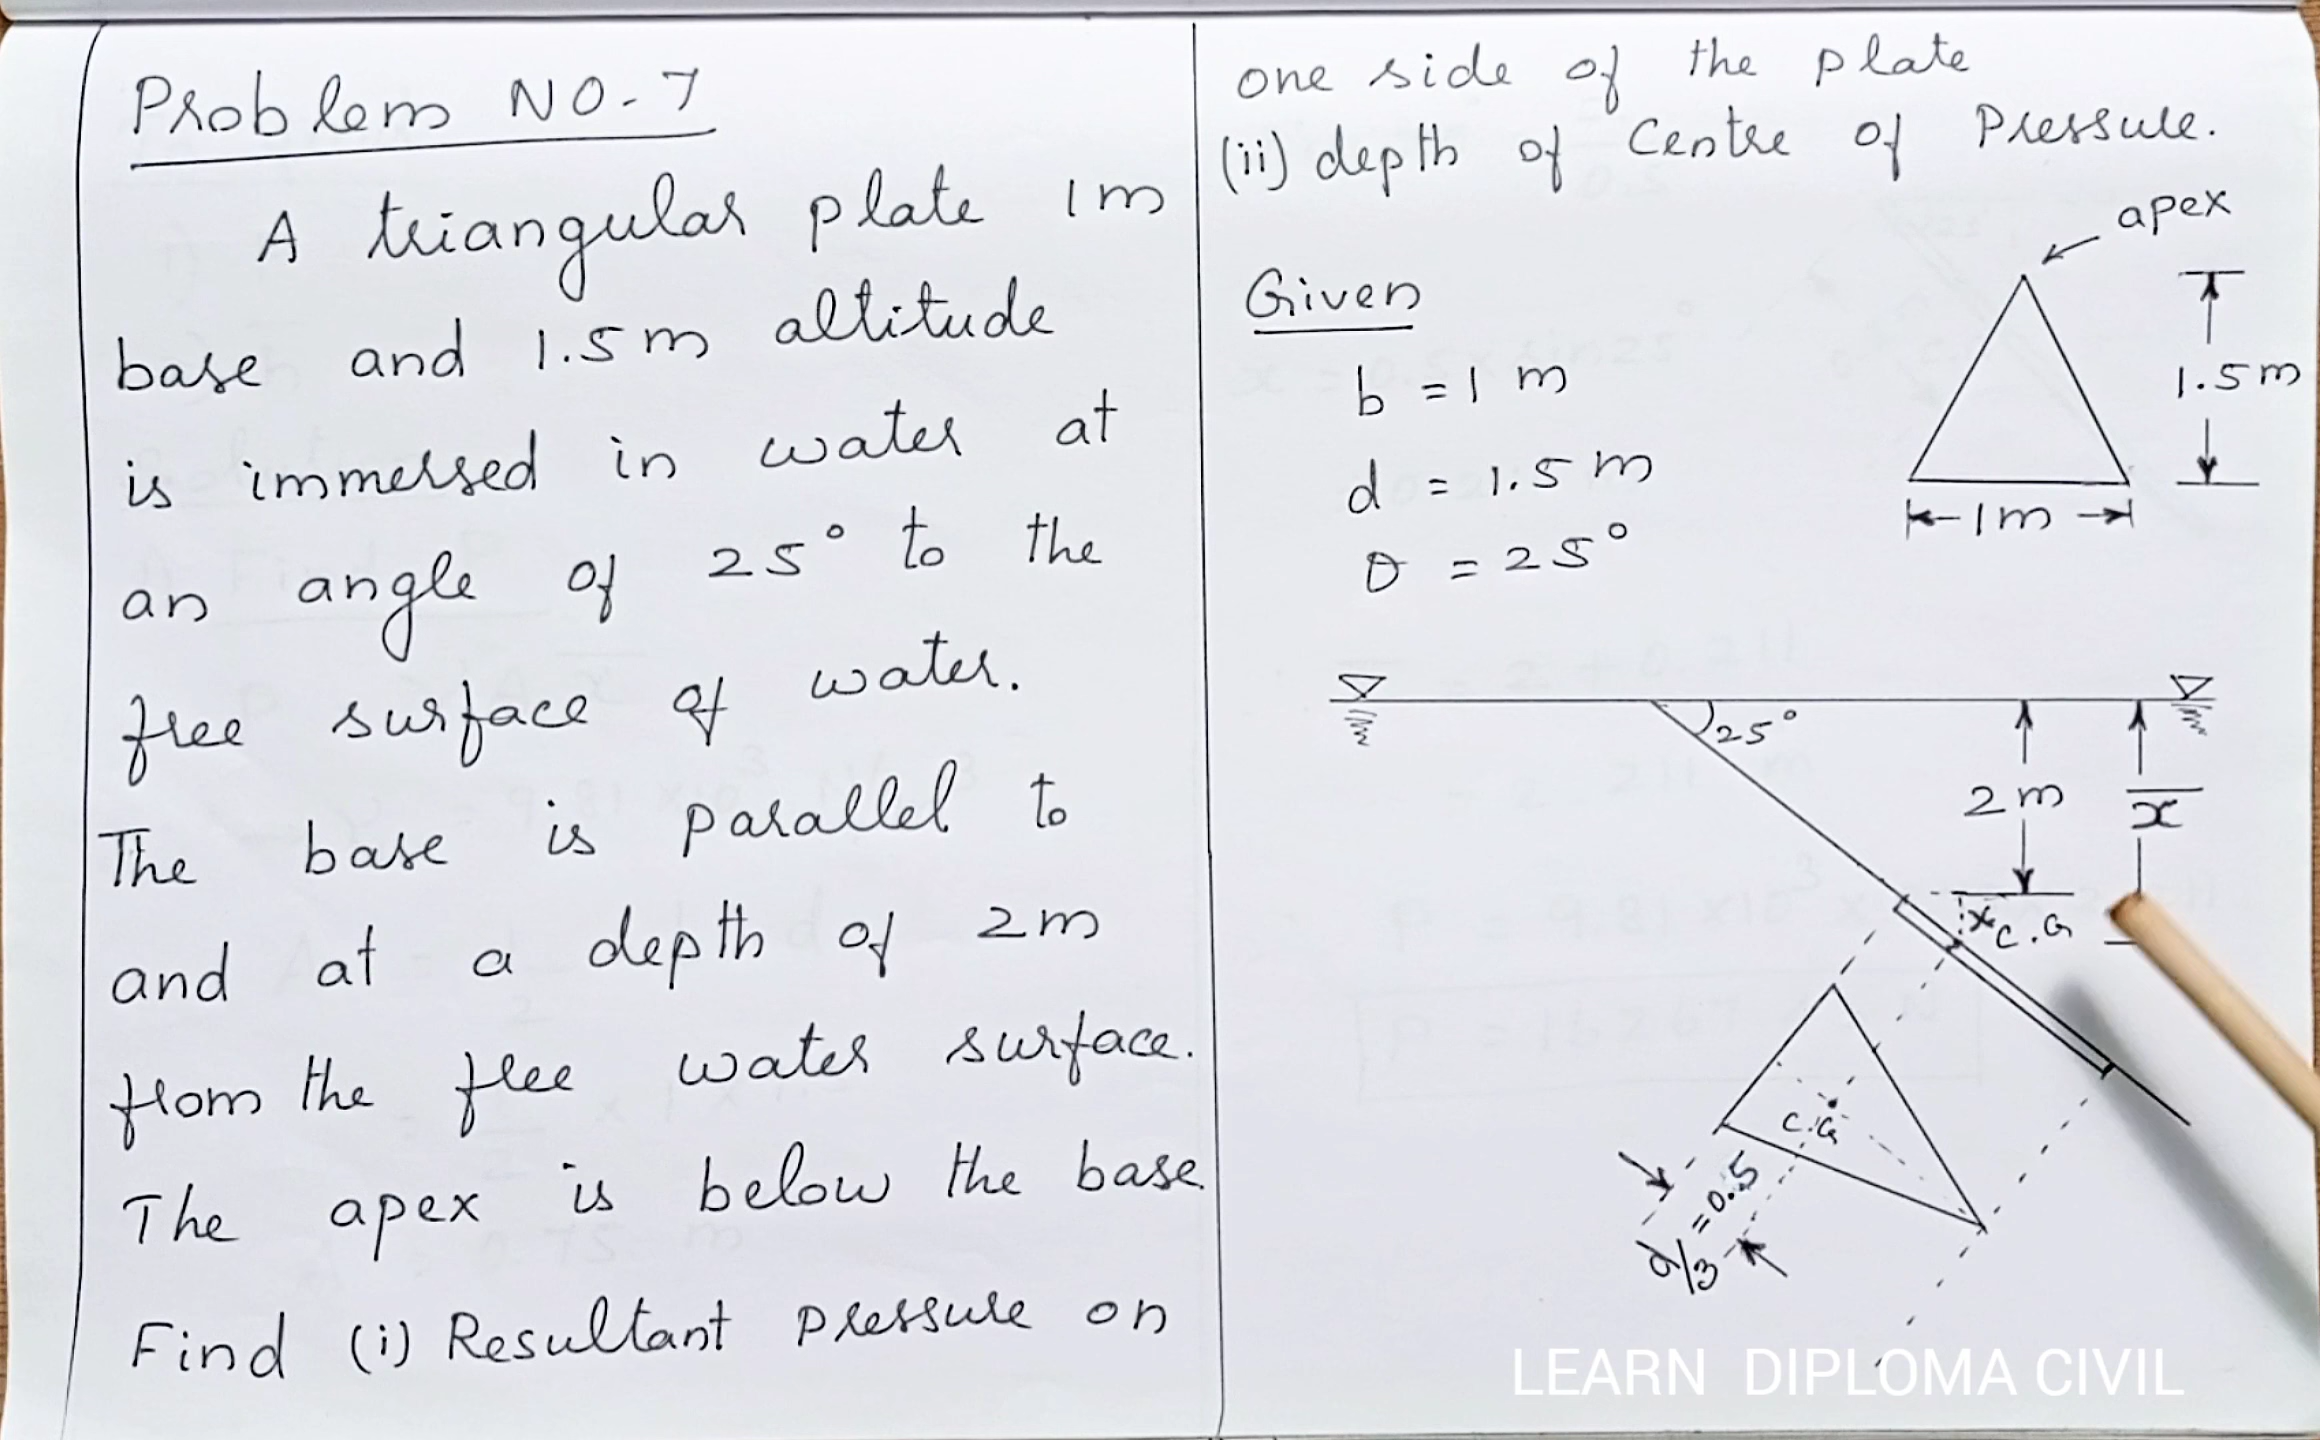 Problem NO-7
A triangular plate 1m
base and 1.5m altitude
is immersed in water at
an angle of 25° to the
free surface of water.
The base is parallel to
and at a depth of 2m
from the free water surface.
The apex is below the base.
Find (i) Resultant pressure on
one side of the plate
(ii) depth of Centre of Pressure.
apex
Given
b = 1 m
d = 1.5 m
θ = 25°
1.5m
1m
25°
2m
x̄
x
C.G
C.G
d/3 = 0.5
LEARN DIPLOMA CIVIL